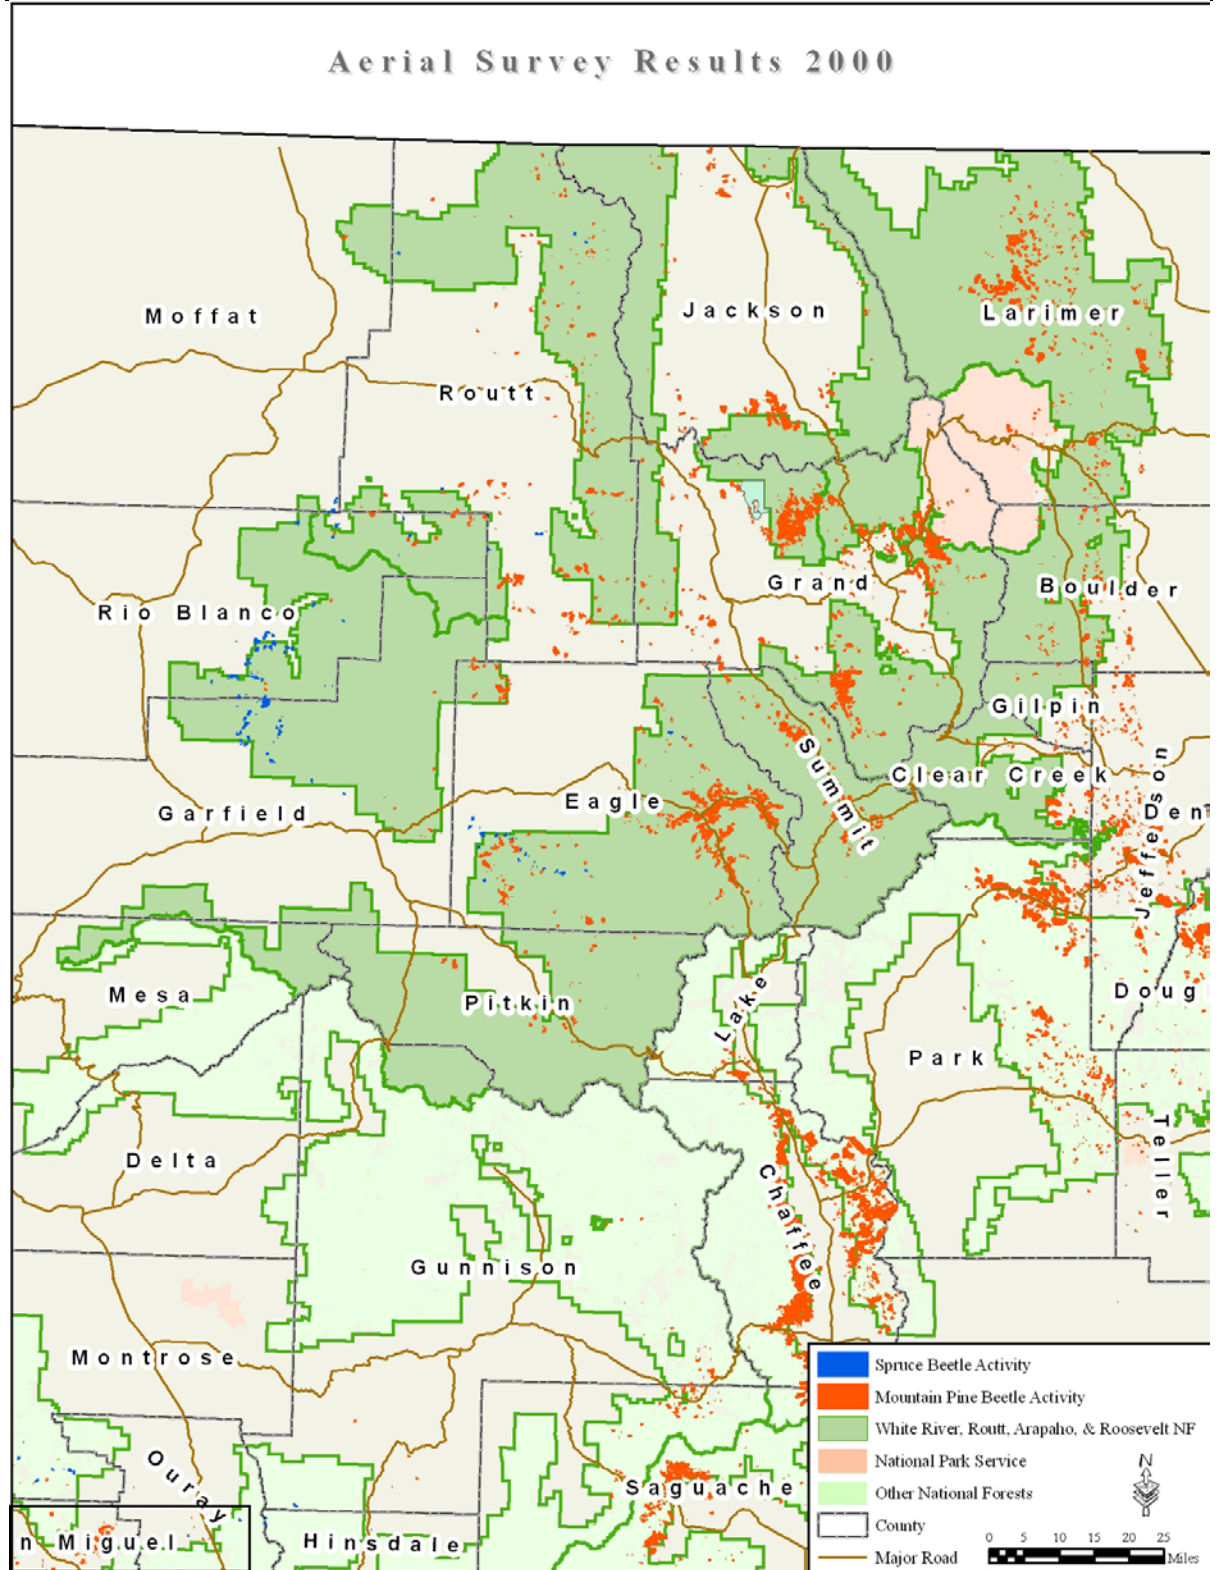 Aerial Survey Results 2000
Moffat
Jackson
Larimer
Routt
Grand
Boulder
Rio Blanco
Gilpin
Summit
Clear Creek
Eagle
Garfield
Jefferson
Den
Mesa
Pitkin
Lake
Dougl
Park
Delta
Teller
Chaffee
Gunnison
Montrose
Ouray
Saguache
n Miguel
Hinsdale
Spruce Beetle Activity
Mountain Pine Beetle Activity
White River, Routt, Arapaho, & Roosevelt NF
National Park Service
Other National Forests
County
Major Road
N
0 5 10 15 20 25
Miles